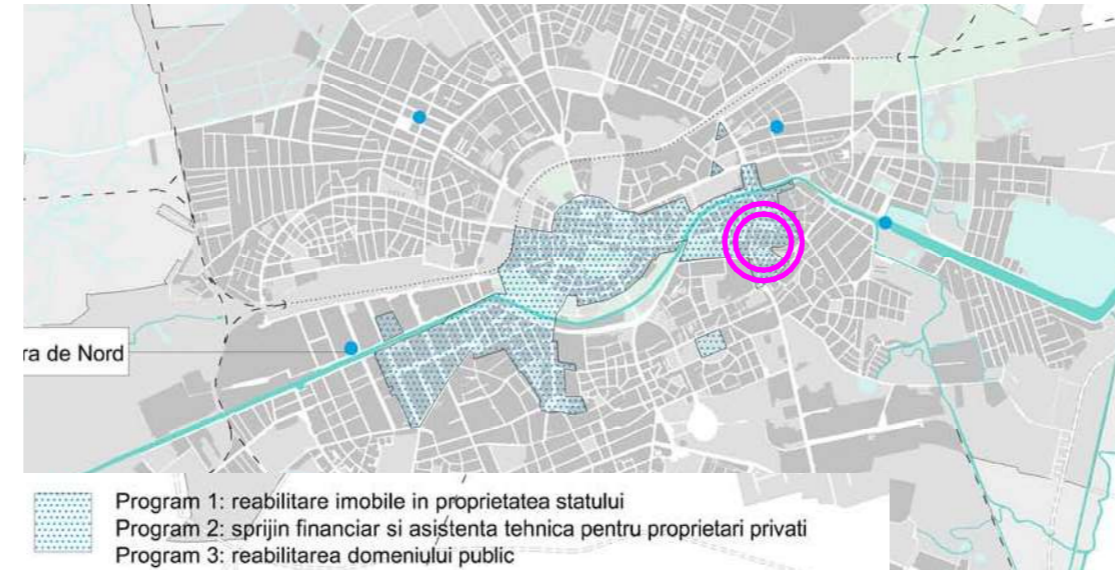 ra de Nord
Program 1: reabilitare imobile in proprietatea statului
Program 2: sprijin financiar si asistenta tehnica pentru proprietari privati
Program 3: reabilitarea domeniului public